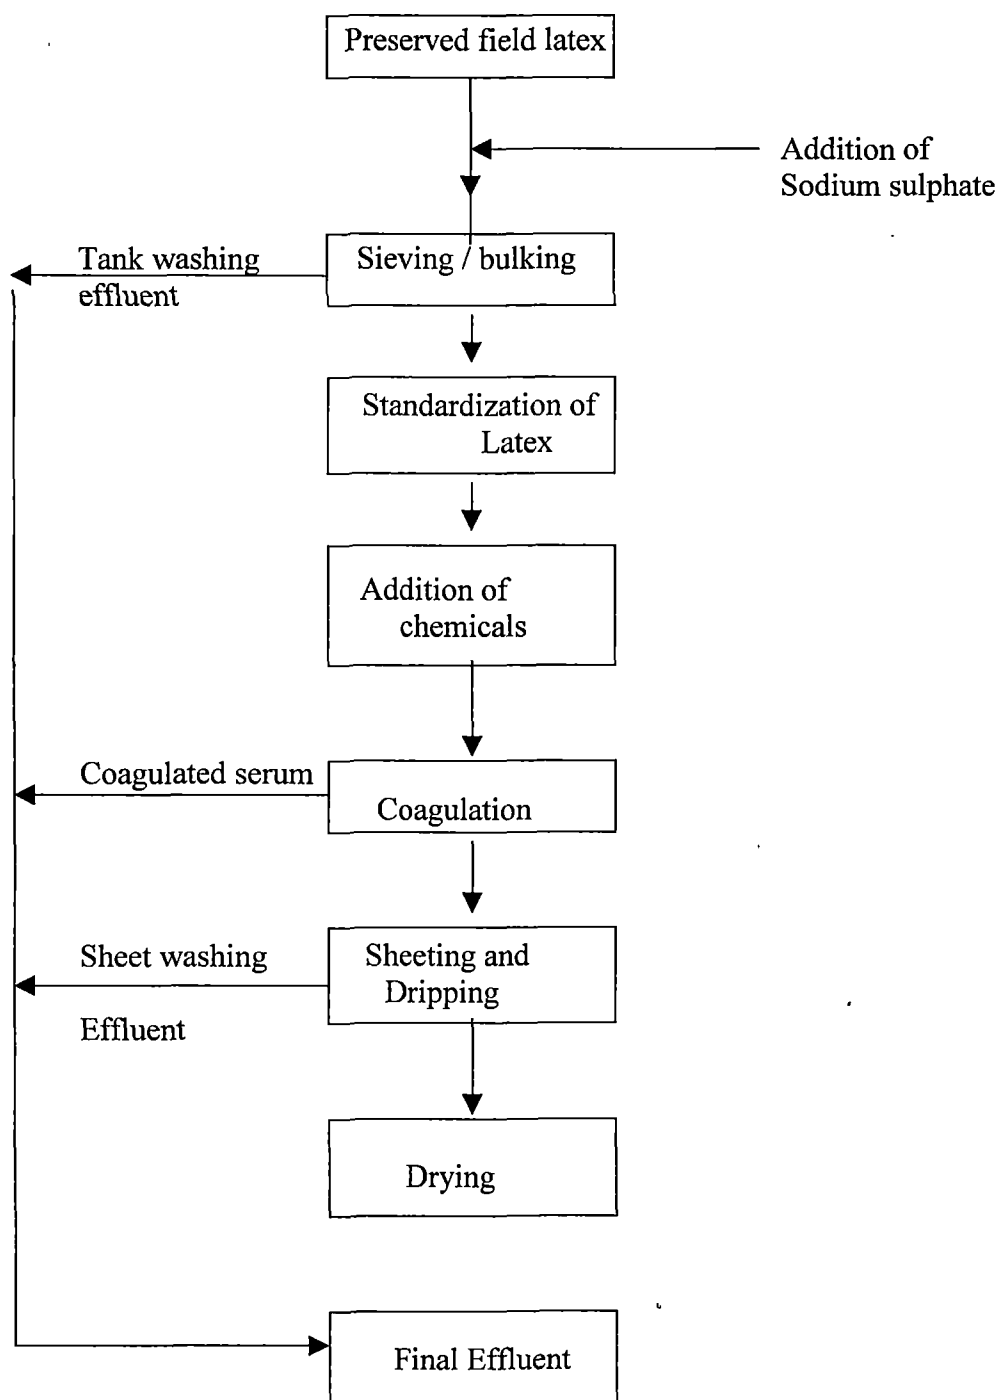 Preserved field latex
Addition of
Sodium sulphate
Tank washing
effluent
Sieving / bulking
Standardization of
Latex
Addition of
chemicals
Coagulated serum
Coagulation
Sheet washing
Effluent
Sheeting and
Dripping
Drying
Final Effluent